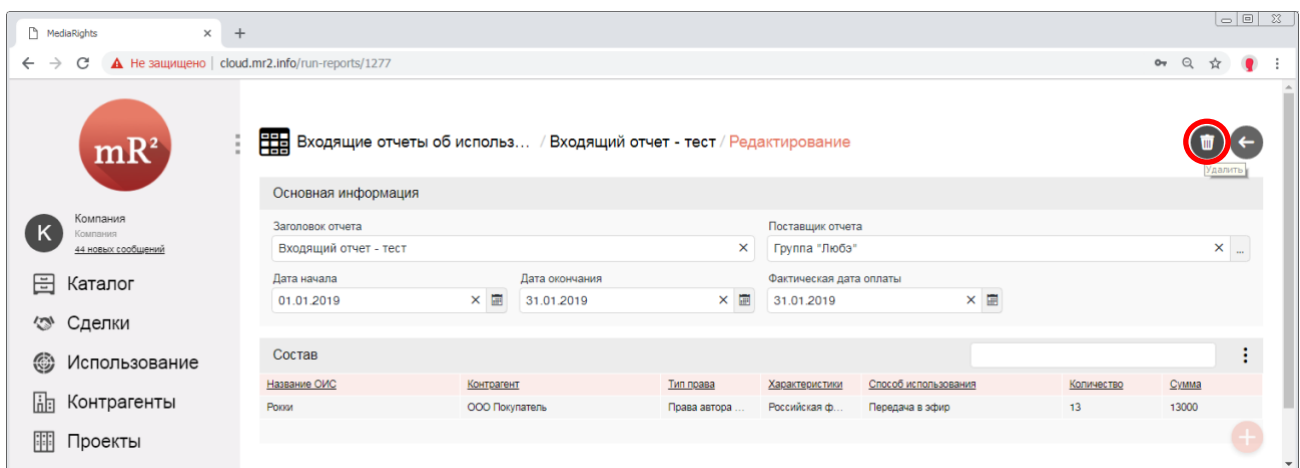 MediaRights
Не защищено | cloud.mr2.info/run-reports/1277
mR²
Входящие отчеты об использ... / Входящий отчет - тест / Редактирование
Удалить
Основная информация
К
Компания
Компания
44 новых сообщений
Заголовок отчета
Поставщик отчета
Входящий отчет - тест
Группа "Любэ"
...
Дата начала
Дата окончания
Фактическая дата оплаты
01.01.2019
31.01.2019
31.01.2019
Каталог
Сделки
Использование
Контрагенты
Проекты
Состав
Название ОИС Контрагент Тип права Характеристики Способ использования Количество Сумма
Рокки ООО Покупатель Права автора ... Российская ф... Передача в эфир 13 13000